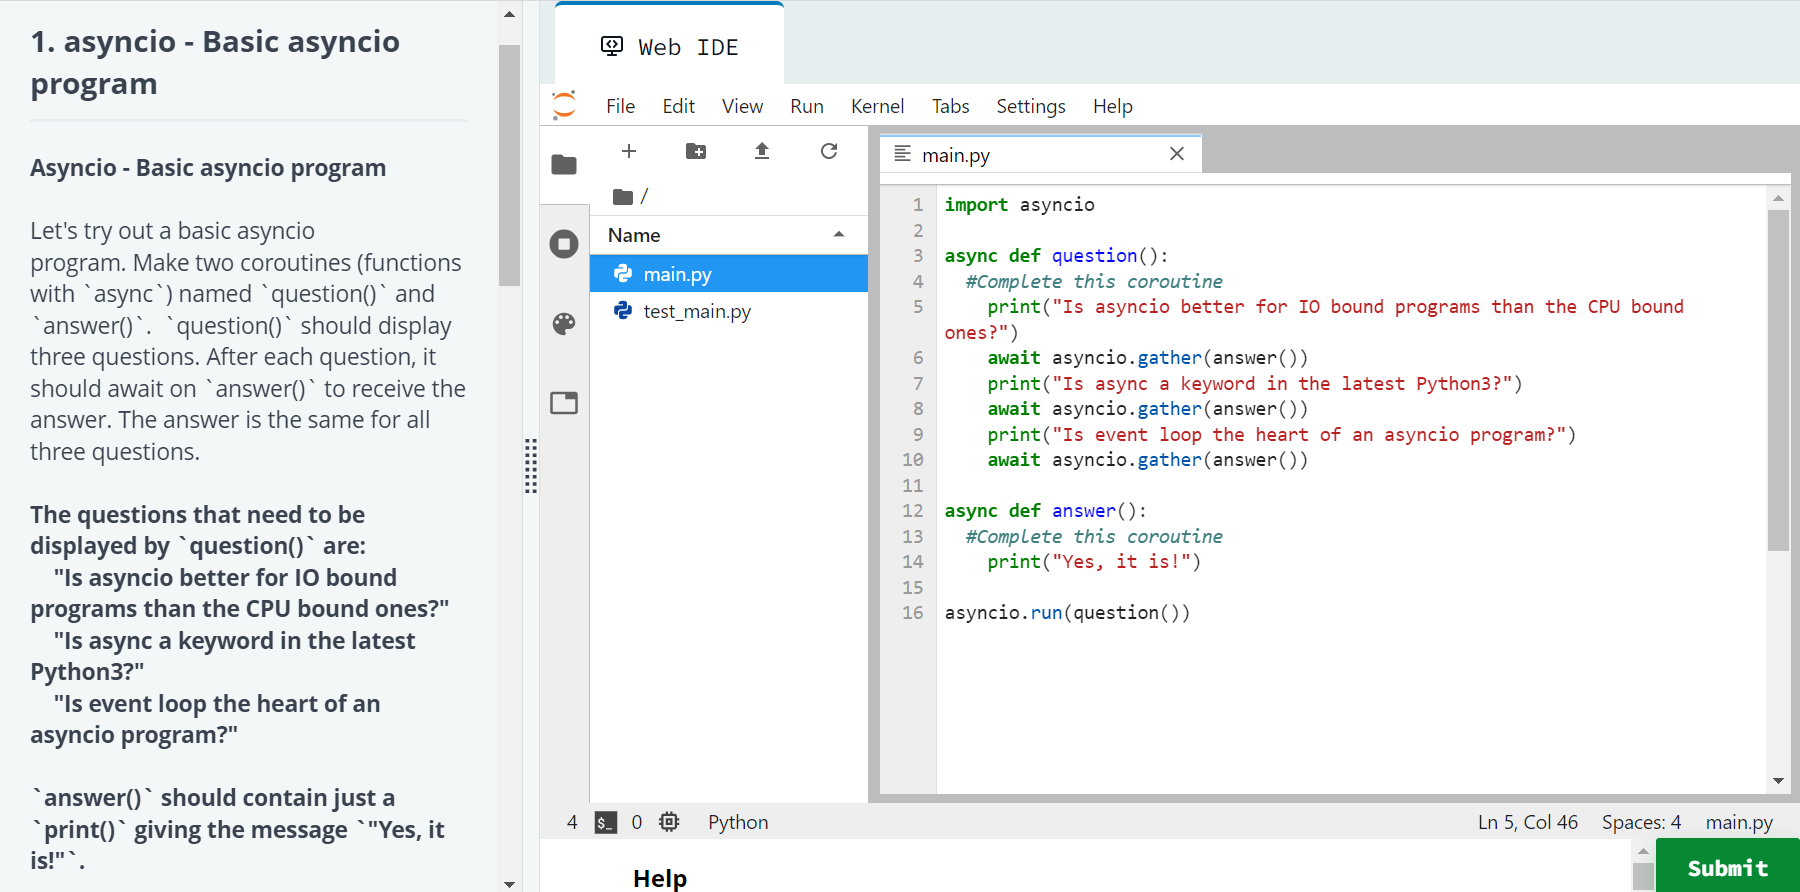 1. asyncio - Basic asyncio
program
Asyncio - Basic asyncio program
Let's try out a basic asyncio
program. Make two coroutines (functions
with `async`) named `question()` and
`answer()`.  `question()` should display
three questions. After each question, it
should await on `answer()` to receive the
answer. The answer is the same for all
three questions.
The questions that need to be
displayed by `question()` are:
"Is asyncio better for IO bound
programs than the CPU bound ones?"
"Is async a keyword in the latest
Python3?"
"Is event loop the heart of an
asyncio program?"
`answer()` should contain just a
`print()` giving the message `"Yes, it
is!"`.
Web IDE
File Edit View Run Kernel Tabs Settings Help
/
Name
main.py
test_main.py
main.py
1 import asyncio
2
3 async def question():
4   #Complete this coroutine
5     print("Is asyncio better for IO bound programs than the CPU bound
ones?")
6     await asyncio.gather(answer())
7     print("Is async a keyword in the latest Python3?")
8     await asyncio.gather(answer())
9     print("Is event loop the heart of an asyncio program?")
10     await asyncio.gather(answer())
11
12 async def answer():
13   #Complete this coroutine
14     print("Yes, it is!")
15
16 asyncio.run(question())
4 $_ 0 Python Ln 5, Col 46 Spaces: 4 main.py
Help
Submit